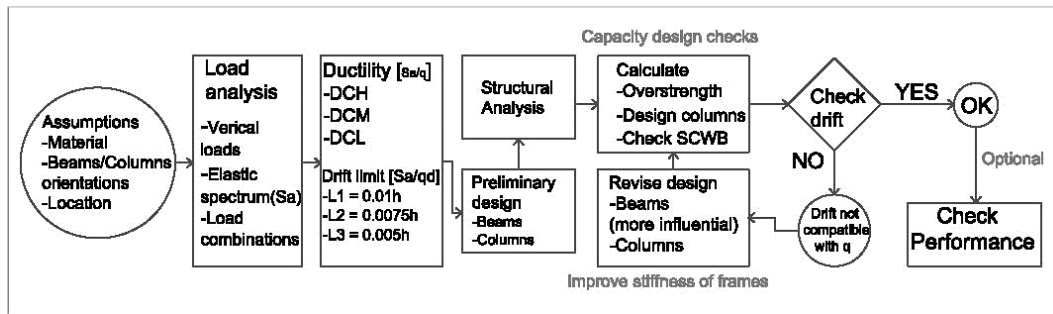 Assumptions
-Material
-Beams/Columns
orientations
-Location
Load
analysis
-Verical
loads
-Elastic
spectrum(Sa)
-Load
combinations
Ductility [Sa/q]
-DCH
-DCM
-DCL
Drift limit [Sa/qd]
-L1 = 0.01h
-L2 = 0.0075h
-L3 = 0.005h
Structural
Analysis
Preliminary
design
-Beams
-Columns
Capacity design checks
Calculate
-Overstrength
-Design columns
-Check SCWB
Revise design
-Beams
(more influential)
-Columns
Improve stiffness of frames
Check
drift
YES
NO
Drift not
compatible
with q
OK
Optional
Check
Performance